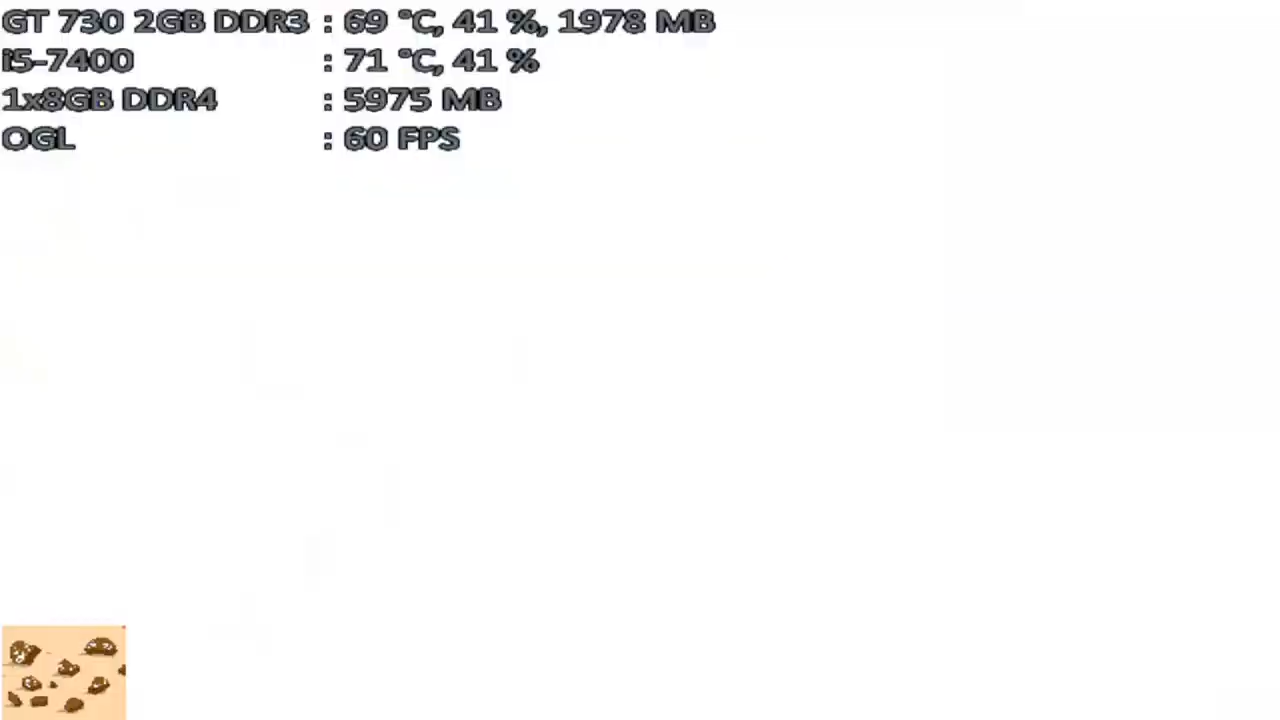 GT 730 2GB DDR3 : 69 °C, 41 %, 1978 MB
i5-7400 : 71 °C, 41 %
1x8GB DDR4 : 5975 MB
OGL : 60 FPS